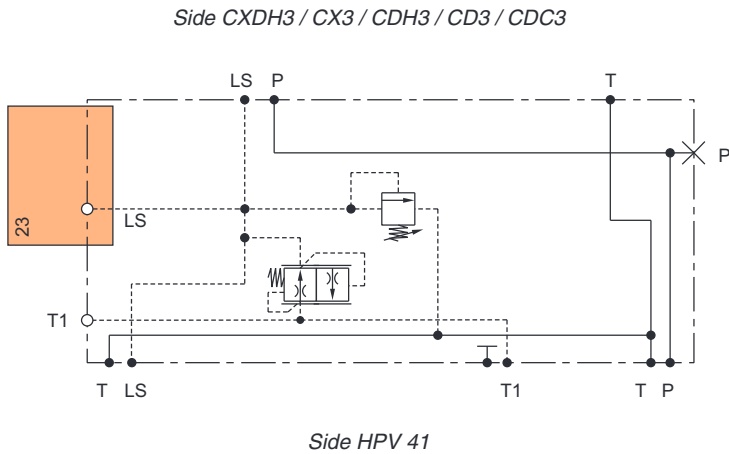 Side CXDH3 / CX3 / CDH3 / CD3 / CDC3
LS P T
P
23
LS
T1
T LS T1 T P
Side HPV 41